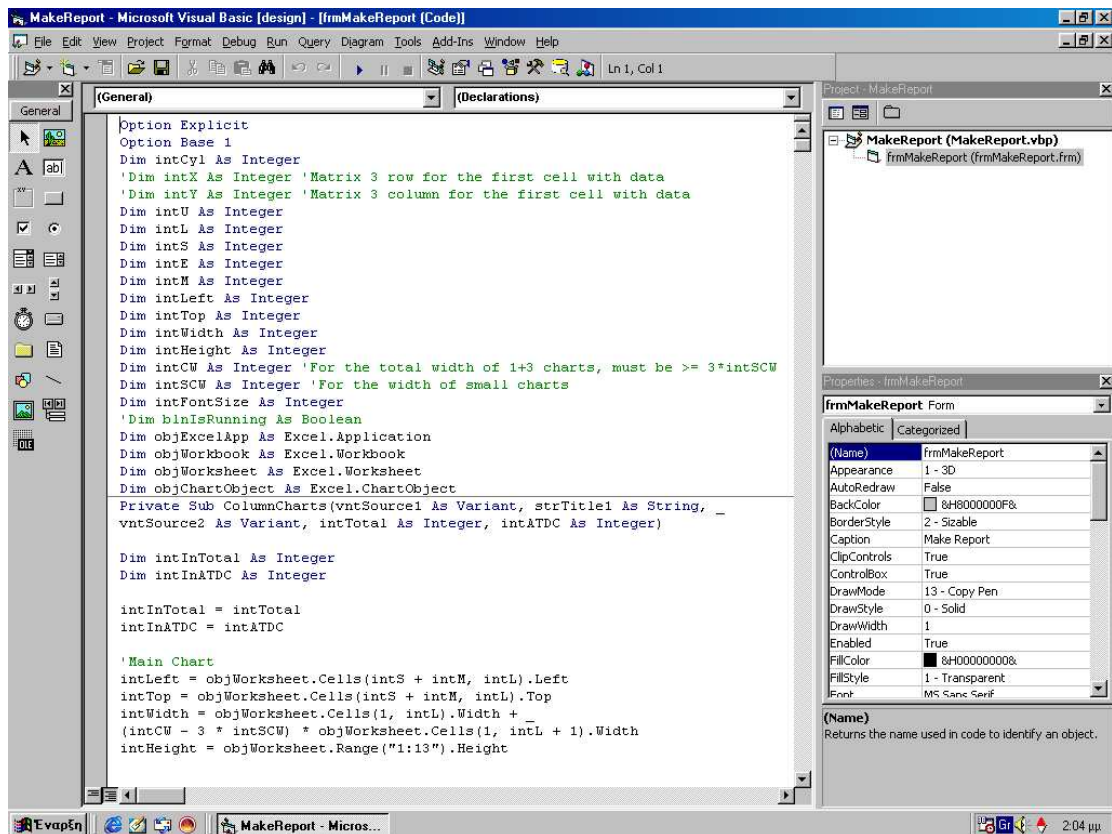 MakeReport - Microsoft Visual Basic [design] - [frmMakeReport (Code)]
File Edit View Project Format Debug Run Query Diagram Tools Add-Ins Window Help
Ln 1, Col 1
General
A
ab
OLE
(General) (Declarations)
Option Explicit
Option Base 1
Dim intCyl As Integer
'Dim intX As Integer 'Matrix 3 row for the first cell with data
'Dim intY As Integer 'Matrix 3 column for the first cell with data
Dim intU As Integer
Dim intL As Integer
Dim intS As Integer
Dim intE As Integer
Dim intM As Integer
Dim intLeft As Integer
Dim intTop As Integer
Dim intWidth As Integer
Dim intHeight As Integer
Dim intCW As Integer 'For the total width of 1+3 charts, must be >= 3*intSCW
Dim intSCW As Integer 'For the width of small charts
Dim intFontSize As Integer
'Dim blnIsRunning As Boolean
Dim objExcelApp As Excel.Application
Dim objWorkbook As Excel.Workbook
Dim objWorksheet As Excel.Worksheet
Dim objChartObject As Excel.ChartObject
Private Sub ColumnCharts(vntSource1 As Variant, strTitle1 As String, _
vntSource2 As Variant, intTotal As Integer, intATDC As Integer)
Dim intInTotal As Integer
Dim intInATDC As Integer
intInTotal = intTotal
intInATDC = intATDC
'Main Chart
intLeft = objWorksheet.Cells(intS + intM, intL).Left
intTop = objWorksheet.Cells(intS + intM, intL).Top
intWidth = objWorksheet.Cells(1, intL).Width + _
(intCW - 3 * intSCW) * objWorksheet.Cells(1, intL + 1).Width
intHeight = objWorksheet.Range("1:13").Height
Project - MakeReport
MakeReport (MakeReport.vbp)
frmMakeReport (frmMakeReport.frm)
Properties - frmMakeReport
frmMakeReport Form
Alphabetic Categorized
(Name) frmMakeReport
Appearance 1 - 3D
AutoRedraw False
BackColor &H8000000F&
BorderStyle 2 - Sizable
Caption Make Report
ClipControls True
ControlBox True
DrawMode 13 - Copy Pen
DrawStyle 0 - Solid
DrawWidth 1
Enabled True
FillColor &H00000000&
FillStyle 1 - Transparent
Font MS Sans Serif
(Name)
Returns the name used in code to identify an object.
Έναρξη MakeReport - Micros... Gr 2:04 μμ